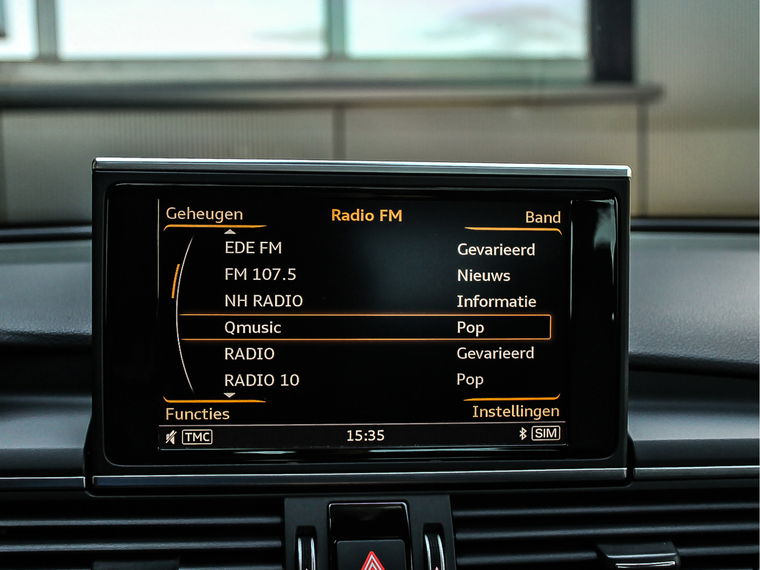 Geheugen Radio FM Band
EDE FM Gevarieerd
FM 107.5 Nieuws
NH RADIO Informatie
Qmusic Pop
RADIO Gevarieerd
RADIO 10 Pop
Functies Instellingen
TMC 15:35 SIM